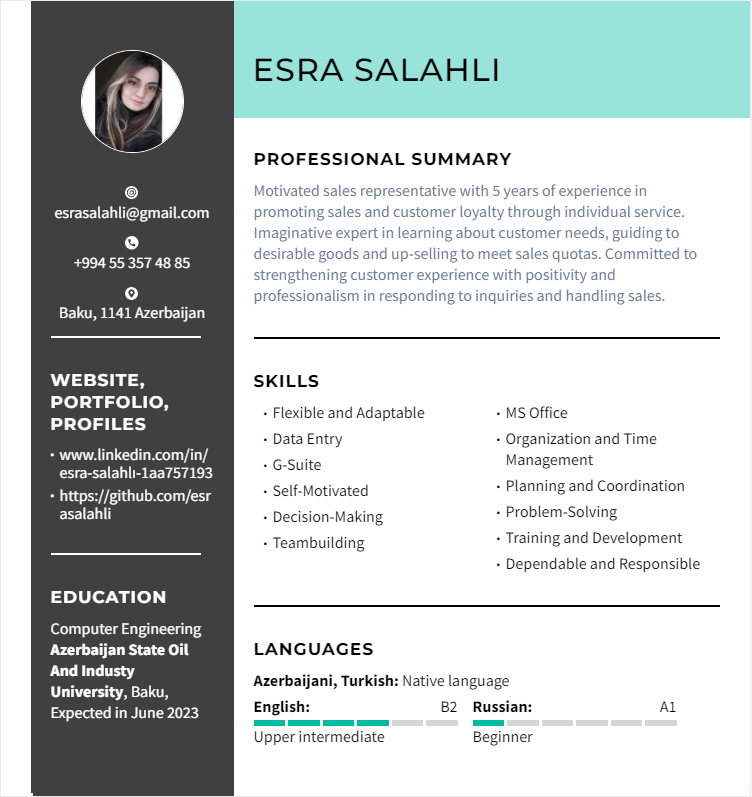 ESRA SALAHLI
@
esrasalahli@gmail.com
+994 55 357 48 85
Baku, 1141 Azerbaijan
WEBSITE,
PORTFOLIO,
PROFILES
• www.linkedin.com/in/
esra-salahlı-1aa757193
• https://github.com/esr
asalahli
EDUCATION
Computer Engineering
Azerbaijan State Oil
And Industy
University, Baku,
Expected in June 2023
PROFESSIONAL SUMMARY
Motivated sales representative with 5 years of experience in
promoting sales and customer loyalty through individual service.
Imaginative expert in learning about customer needs, guiding to
desirable goods and up-selling to meet sales quotas. Committed to
strengthening customer experience with positivity and
professionalism in responding to inquiries and handling sales.
SKILLS
• Flexible and Adaptable
• Data Entry
• G-Suite
• Self-Motivated
• Decision-Making
• Teambuilding
• MS Office
• Organization and Time
Management
• Planning and Coordination
• Problem-Solving
• Training and Development
• Dependable and Responsible
LANGUAGES
Azerbaijani, Turkish: Native language
English: B2
Upper intermediate
Russian: A1
Beginner